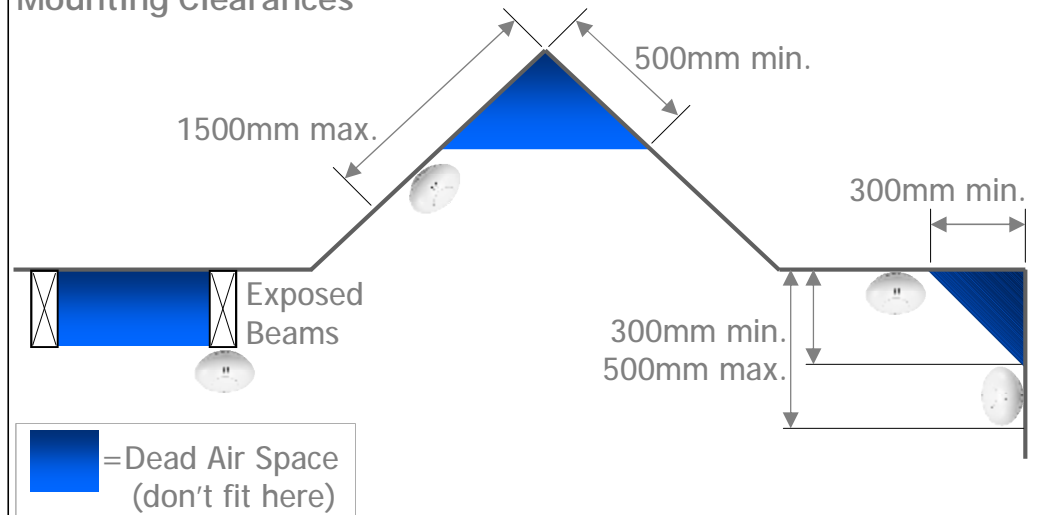 Mounting Clearances
500mm min.
1500mm max.
300mm min.
Exposed
Beams
300mm min.
500mm max.
=Dead Air Space
(don't fit here)